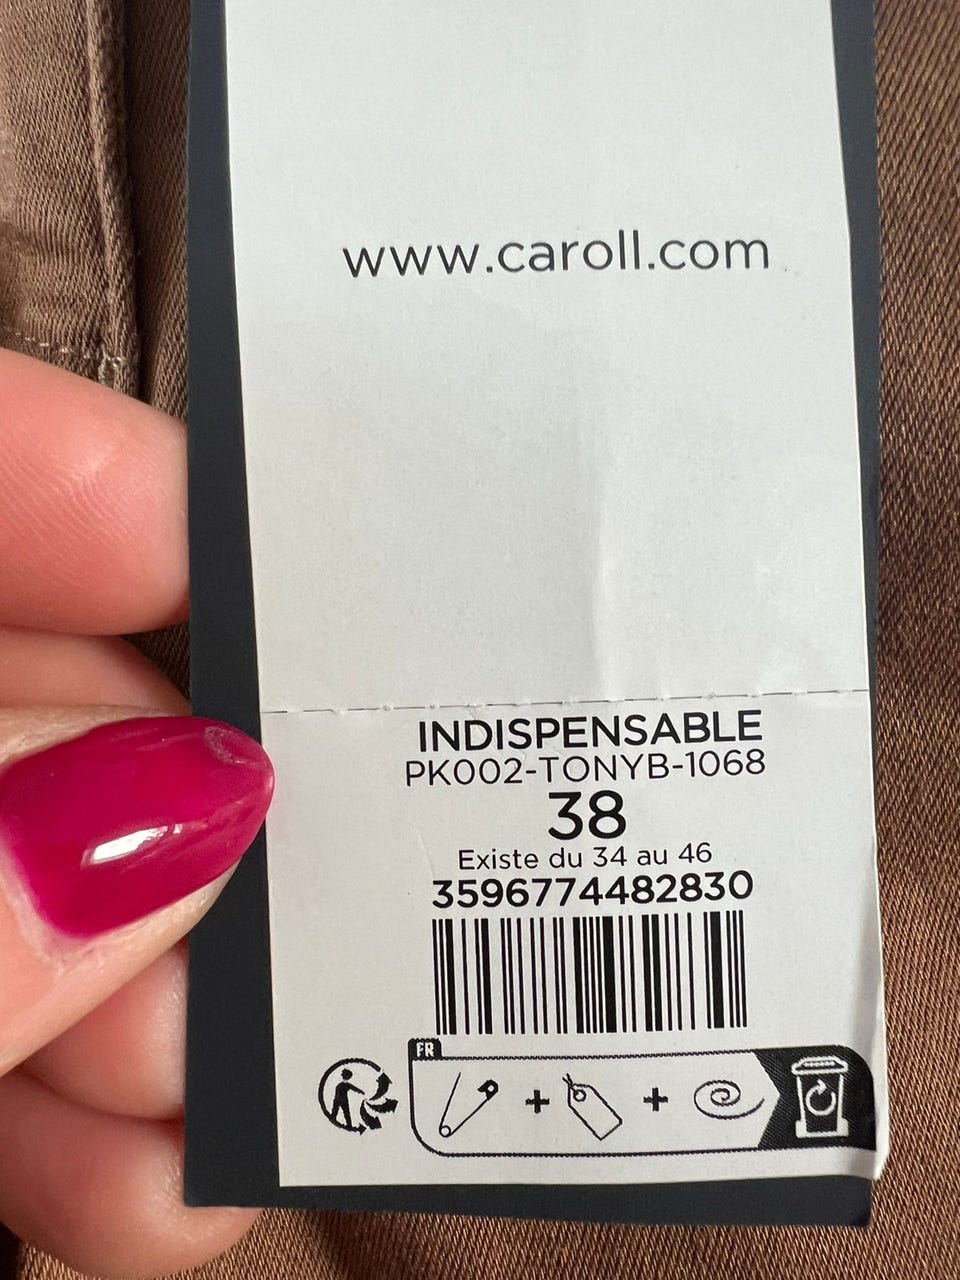 www.caroll.com
INDISPENSABLE
PK002-TONYB-1068
38
Existe du 34 au 46
3596774482830
FR